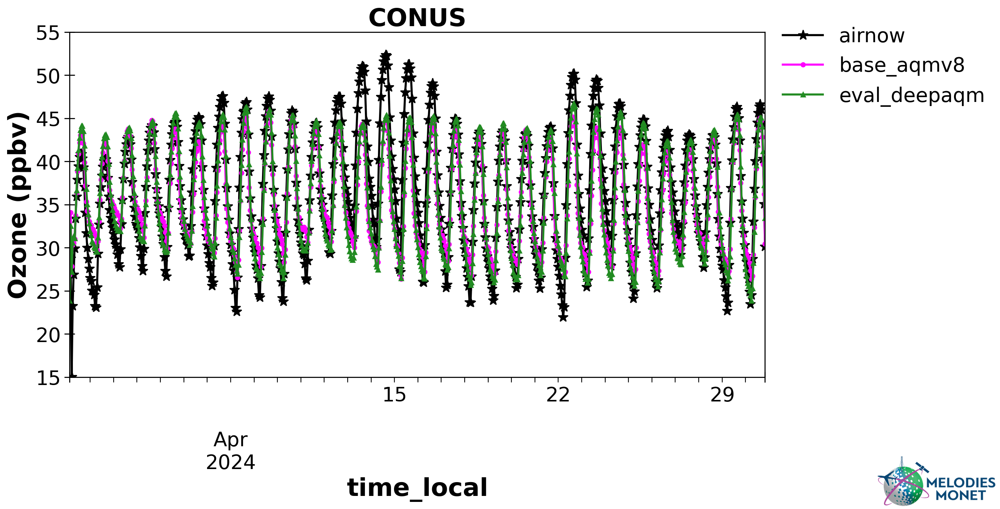 CONUS
55
50
45
40
35
30
25
20
15
Ozone (ppbv)
15
22
29
Apr
2024
time_local
airnow
base_aqmv8
eval_deepaqm
MELODIES
MONET